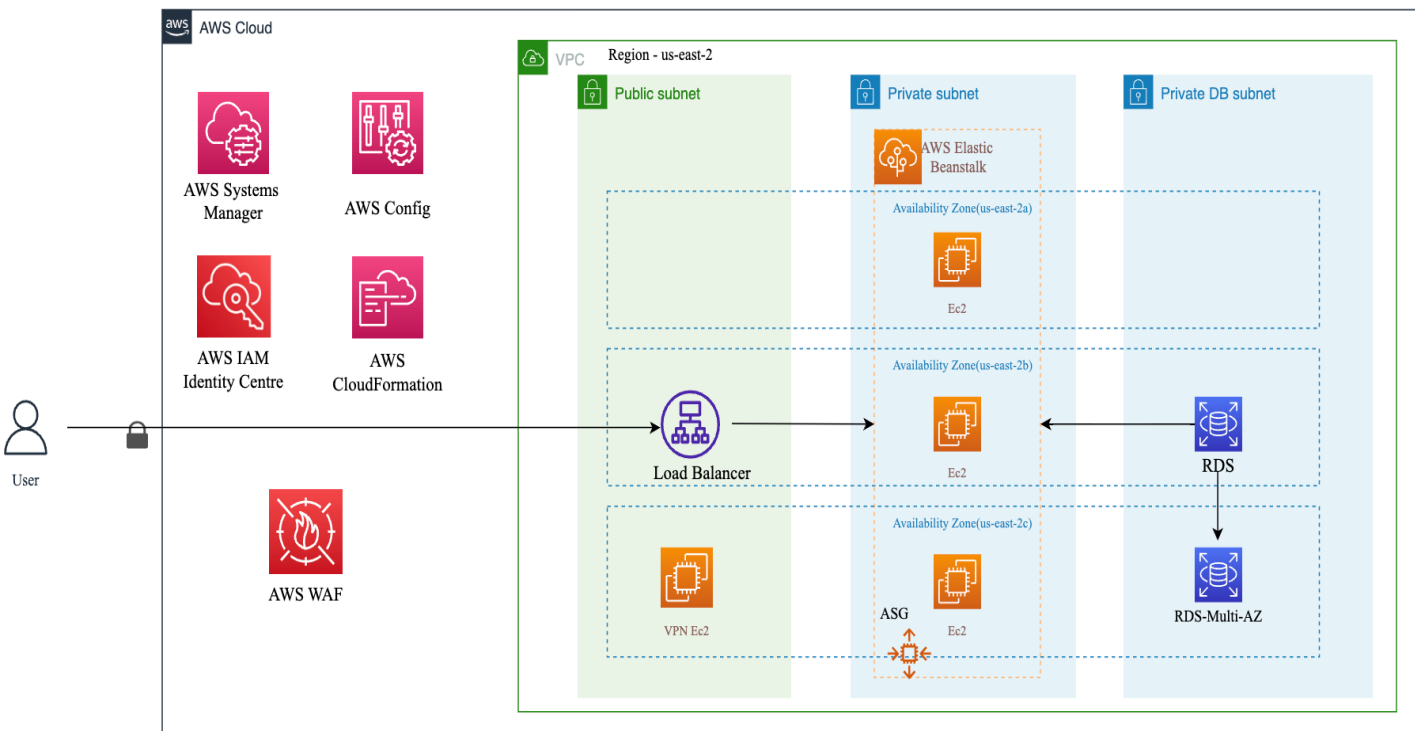 aws
AWS Cloud
VPC
Region - us-east-2
Public subnet
Private subnet
Private DB subnet
AWS Elastic
Beanstalk
AWS Systems
Manager
AWS Config
Availability Zone(us-east-2a)
Ec2
AWS IAM
Identity Centre
AWS
CloudFormation
Availability Zone(us-east-2b)
User
Load Balancer
Ec2
RDS
Availability Zone(us-east-2c)
AWS WAF
VPN Ec2
ASG
Ec2
RDS-Multi-AZ